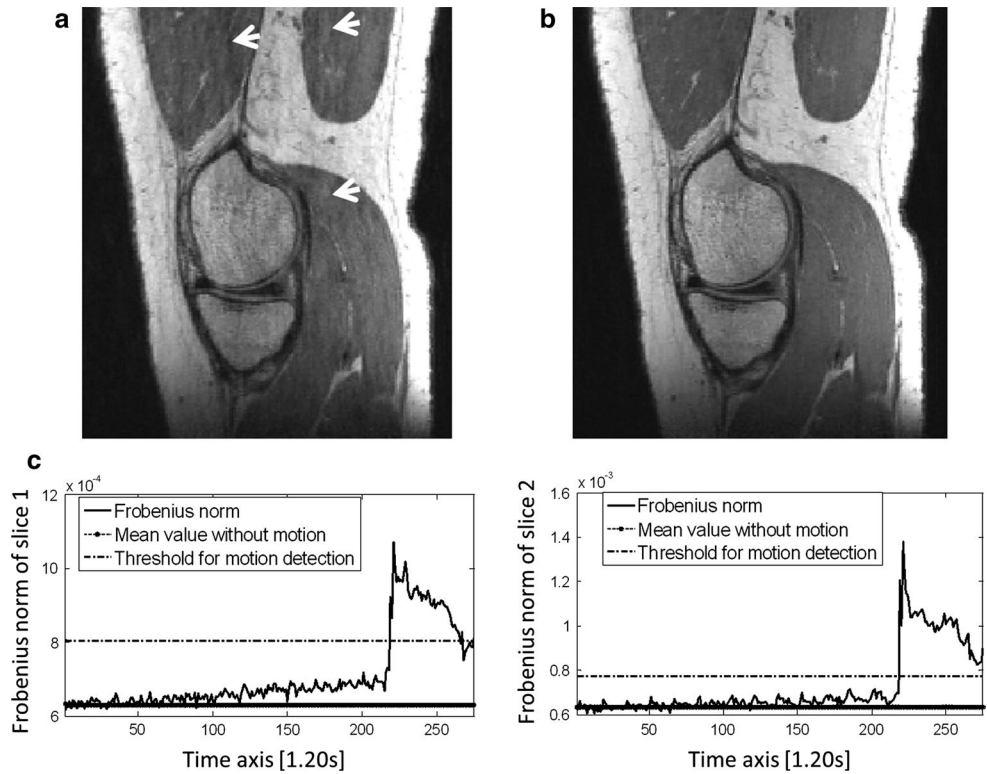 a
b
c
x 10⁻⁴
12
10
8
6
Frobenius norm of slice 1
Frobenius norm
Mean value without motion
Threshold for motion detection
50 100 150 200 250
Time axis [1.20s]
x 10⁻³
1.6
1.4
1.2
1
0.8
0.6
Frobenius norm of slice 2
Frobenius norm
Mean value without motion
Threshold for motion detection
50 100 150 200 250
Time axis [1.20s]